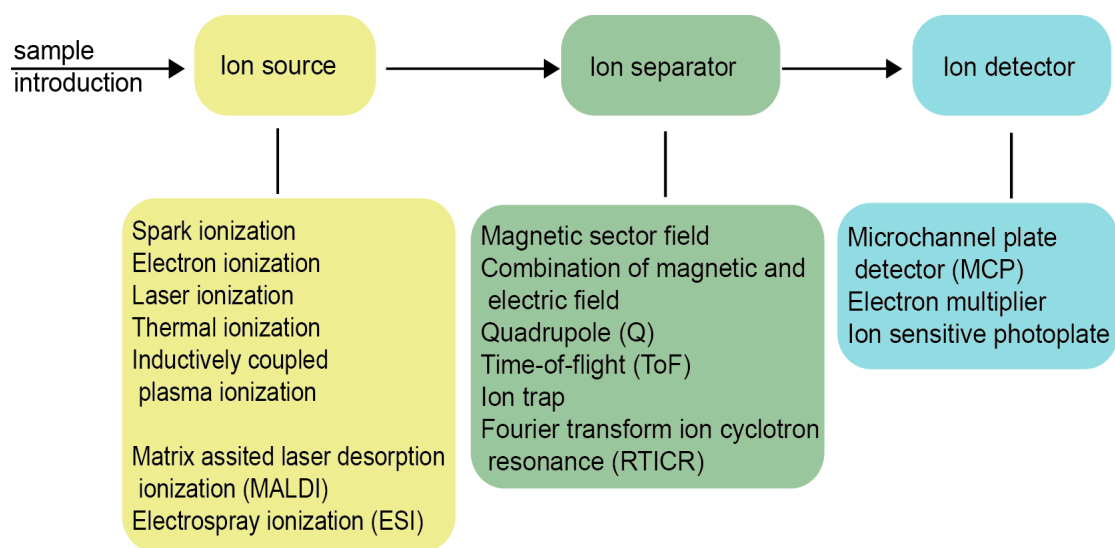 sample
introduction
Ion source
Ion separator
Ion detector
Spark ionization
Electron ionization
Laser ionization
Thermal ionization
Inductively coupled
plasma ionization
Matrix assited laser desorption
ionization (MALDI)
Electrospray ionization (ESI)
Magnetic sector field
Combination of magnetic and
electric field
Quadrupole (Q)
Time-of-flight (ToF)
Ion trap
Fourier transform ion cyclotron
resonance (RTICR)
Microchannel plate
detector (MCP)
Electron multiplier
Ion sensitive photoplate